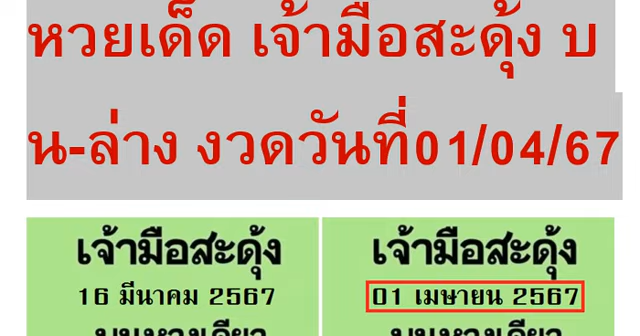 หวยเด็ด เจ้ามือสะดุ้ง บ
น-ล่าง งวดวันที่01/04/67
เจ้ามือสะดุ้ง
16 มีนาคม 2567
เจ้ามือสะดุ้ง
01 เมษายน 2567